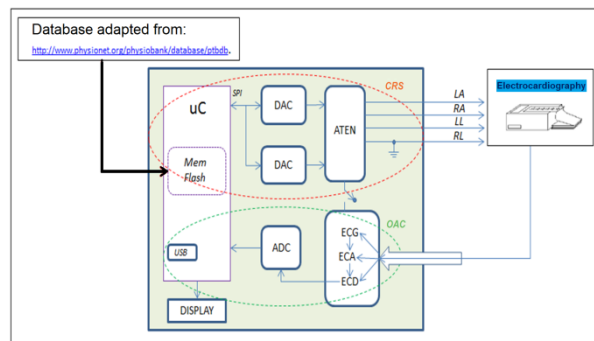 Database adapted from:
http://www.physionet.org/physiobank/database/ptbdb.
CRS
SPI
uC
DAC
DAC
ATEN
LA
RA
LL
RL
Electrocardiography
Mem
Flash
OAC
USB
ADC
ECG
ECA
ECD
DISPLAY